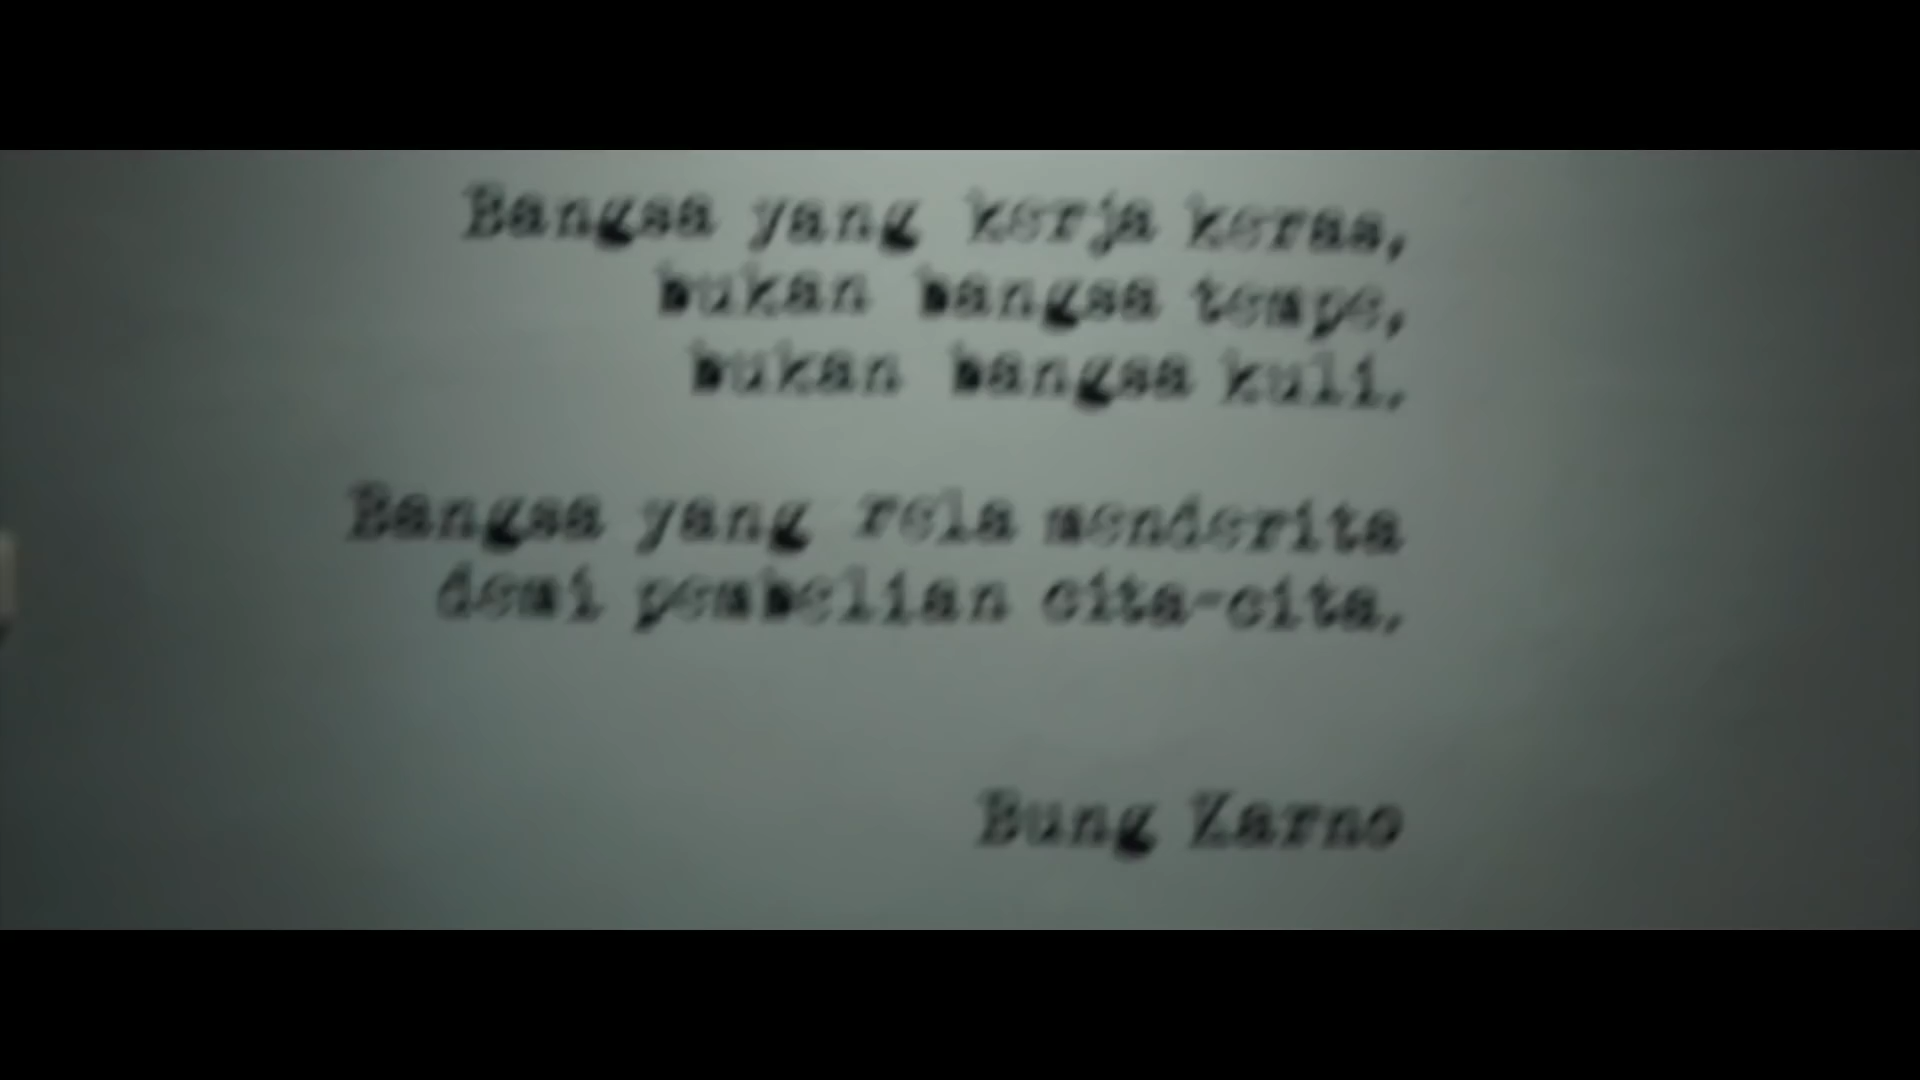 Bangsa yang kerja keras,
bukan bangsa tempe,
bukan bangsa kuli.
Bangsa yang rela menderita
demi pembelian cita-cita.
Bung Karno